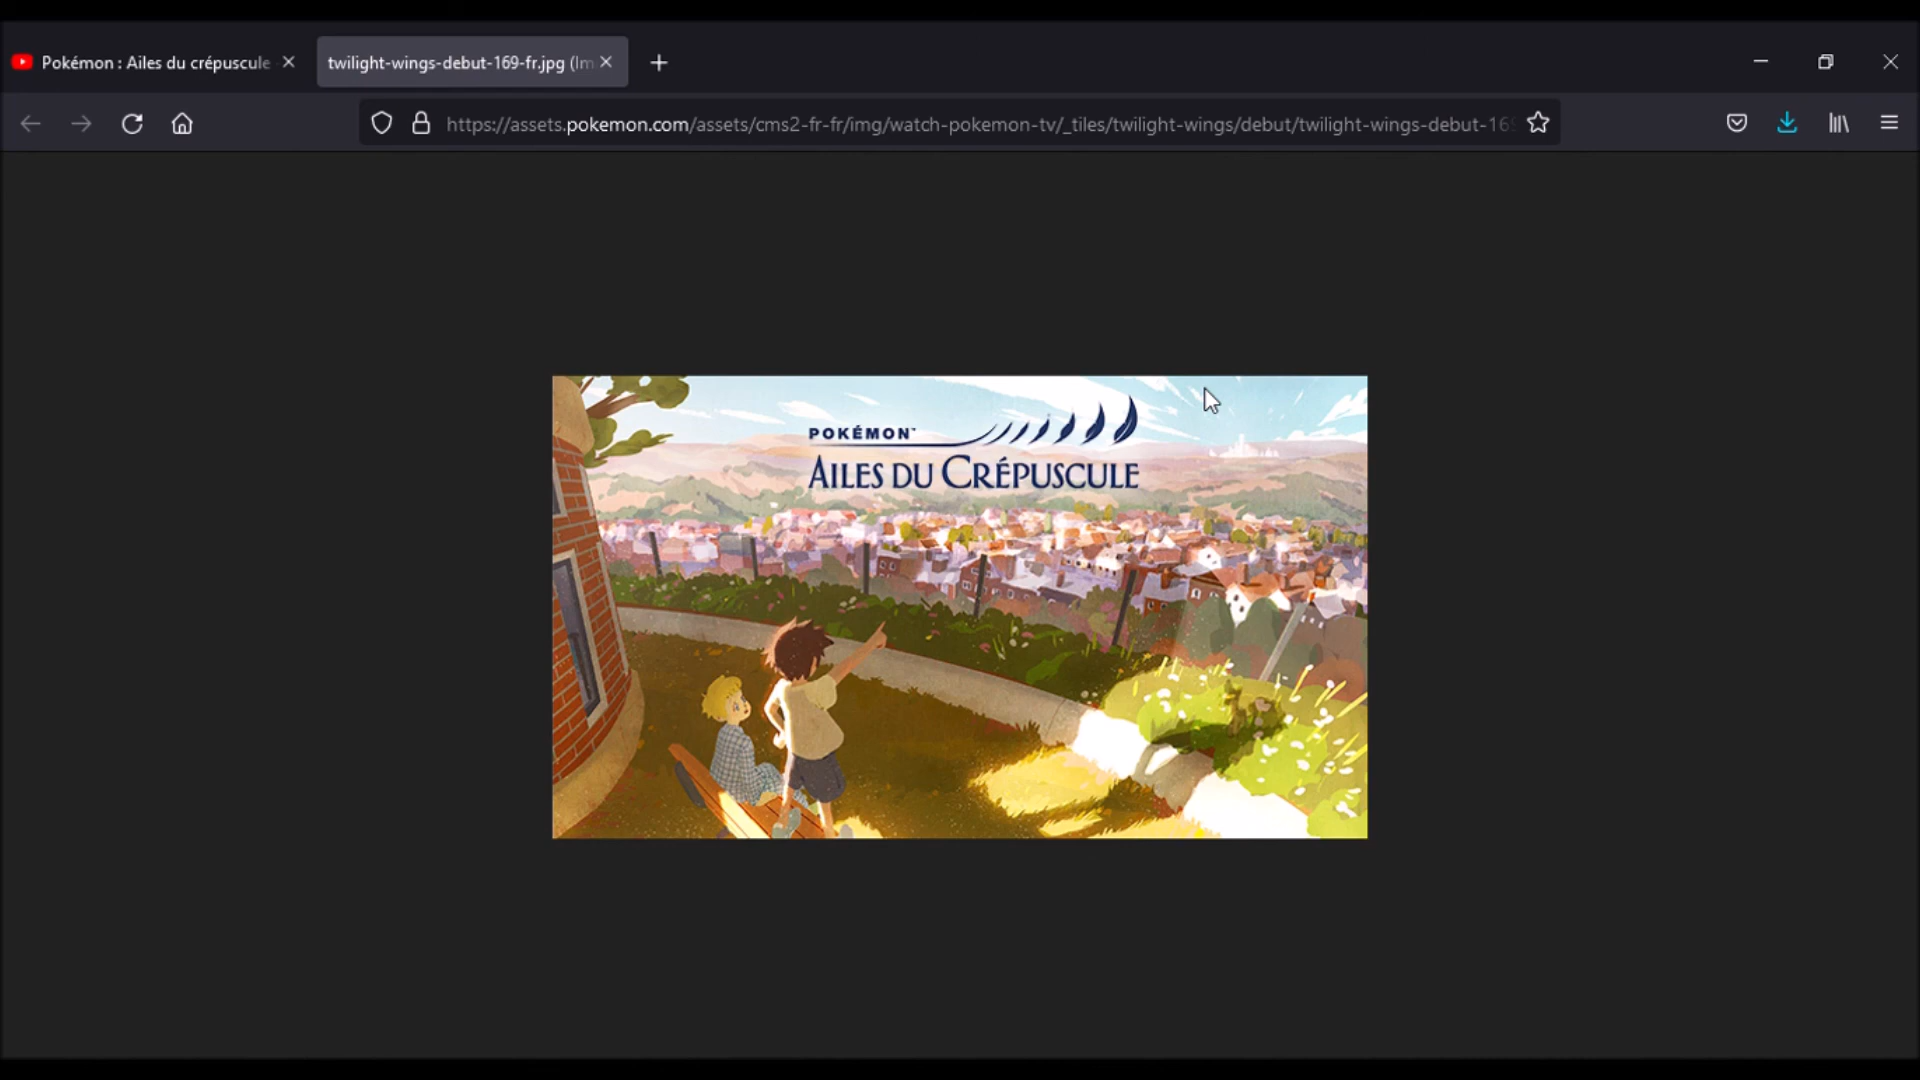 Pokémon : Ailes du crépuscule
twilight-wings-debut-169-fr.jpg (Im
https://assets.pokemon.com/assets/cms2-fr-fr/img/watch-pokemon-tv/_tiles/twilight-wings/debut/twilight-wings-debut-16
POKÉMON™
AILES DU CRÉPUSCULE